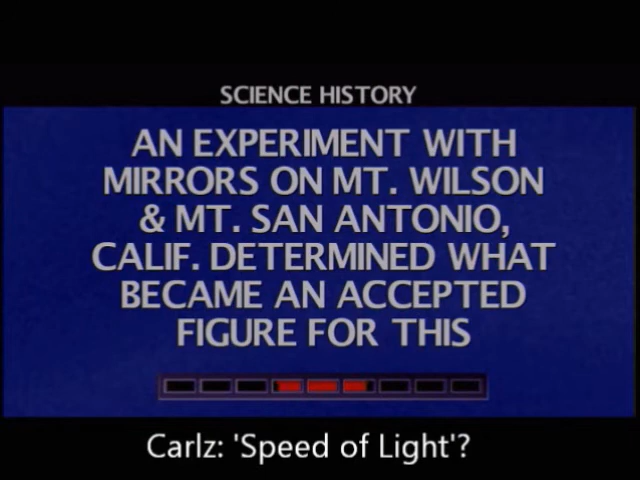 SCIENCE HISTORY
AN EXPERIMENT WITH
MIRRORS ON MT. WILSON
& MT. SAN ANTONIO,
CALIF. DETERMINED WHAT
BECAME AN ACCEPTED
FIGURE FOR THIS
Carlz: 'Speed of Light'?